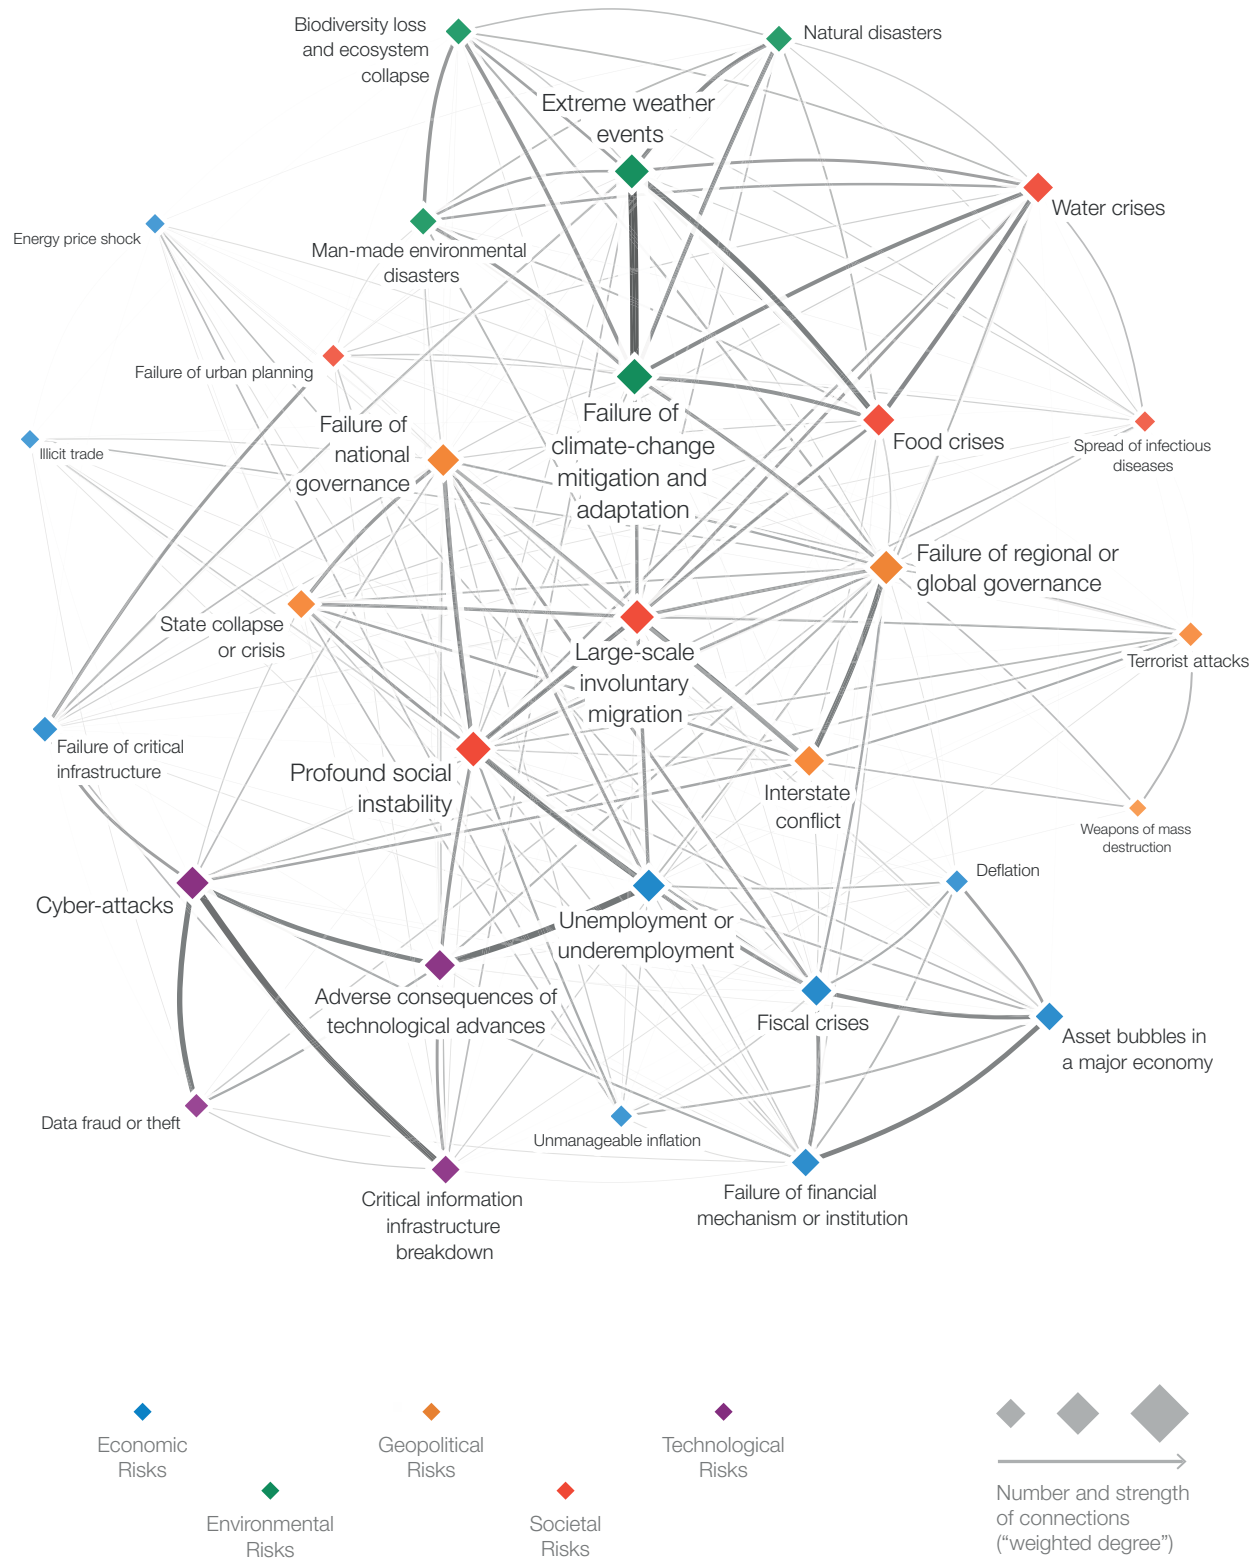 Biodiversity loss
and ecosystem
collapse
Natural disasters
Extreme weather
events
Water crises
Energy price shock
Man-made environmental
disasters
Failure of urban planning
Failure of
national
governance
Failure of
climate-change
mitigation and
adaptation
Food crises
Spread of infectious
diseases
Illicit trade
Failure of regional or
global governance
State collapse
or crisis
Large-scale
involuntary
migration
Terrorist attacks
Failure of critical
infrastructure
Profound social
instability
Interstate
conflict
Weapons of mass
destruction
Deflation
Cyber-attacks
Unemployment or
underemployment
Adverse consequences of
technological advances
Fiscal crises
Asset bubbles in
a major economy
Data fraud or theft
Unmanageable inflation
Critical information
infrastructure
breakdown
Failure of financial
mechanism or institution
Economic
Risks
Geopolitical
Risks
Technological
Risks
Environmental
Risks
Societal
Risks
Number and strength
of connections
(“weighted degree”)